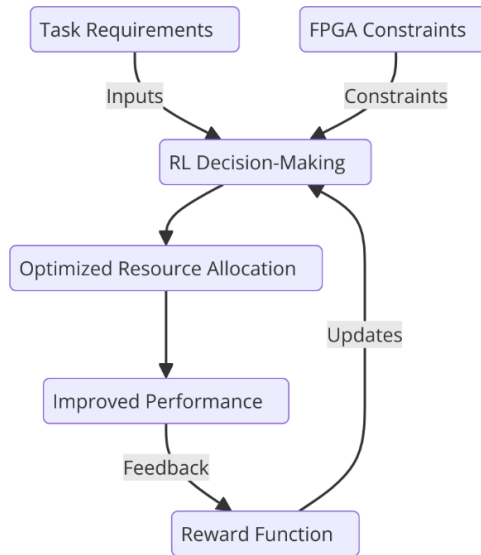 Task Requirements
FPGA Constraints
Inputs
Constraints
RL Decision-Making
Optimized Resource Allocation
Updates
Improved Performance
Feedback
Reward Function